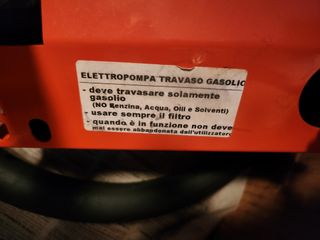 ELETTROPOMPA TRAVASO GASOLIO
- deve travasare solamente
gasolio
(NO Benzina, Acqua, Olii e Solventi)
- usare sempre il filtro
- quando è in funzione non deve
mai essere abbandonata dall'utilizzatore